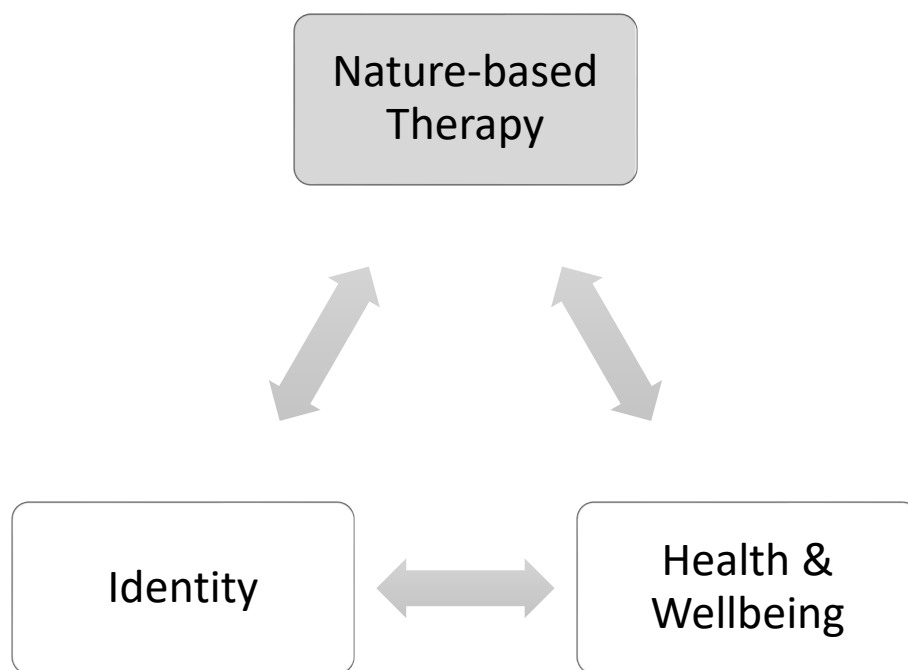 Nature-based
Therapy
Identity
Health &
Wellbeing